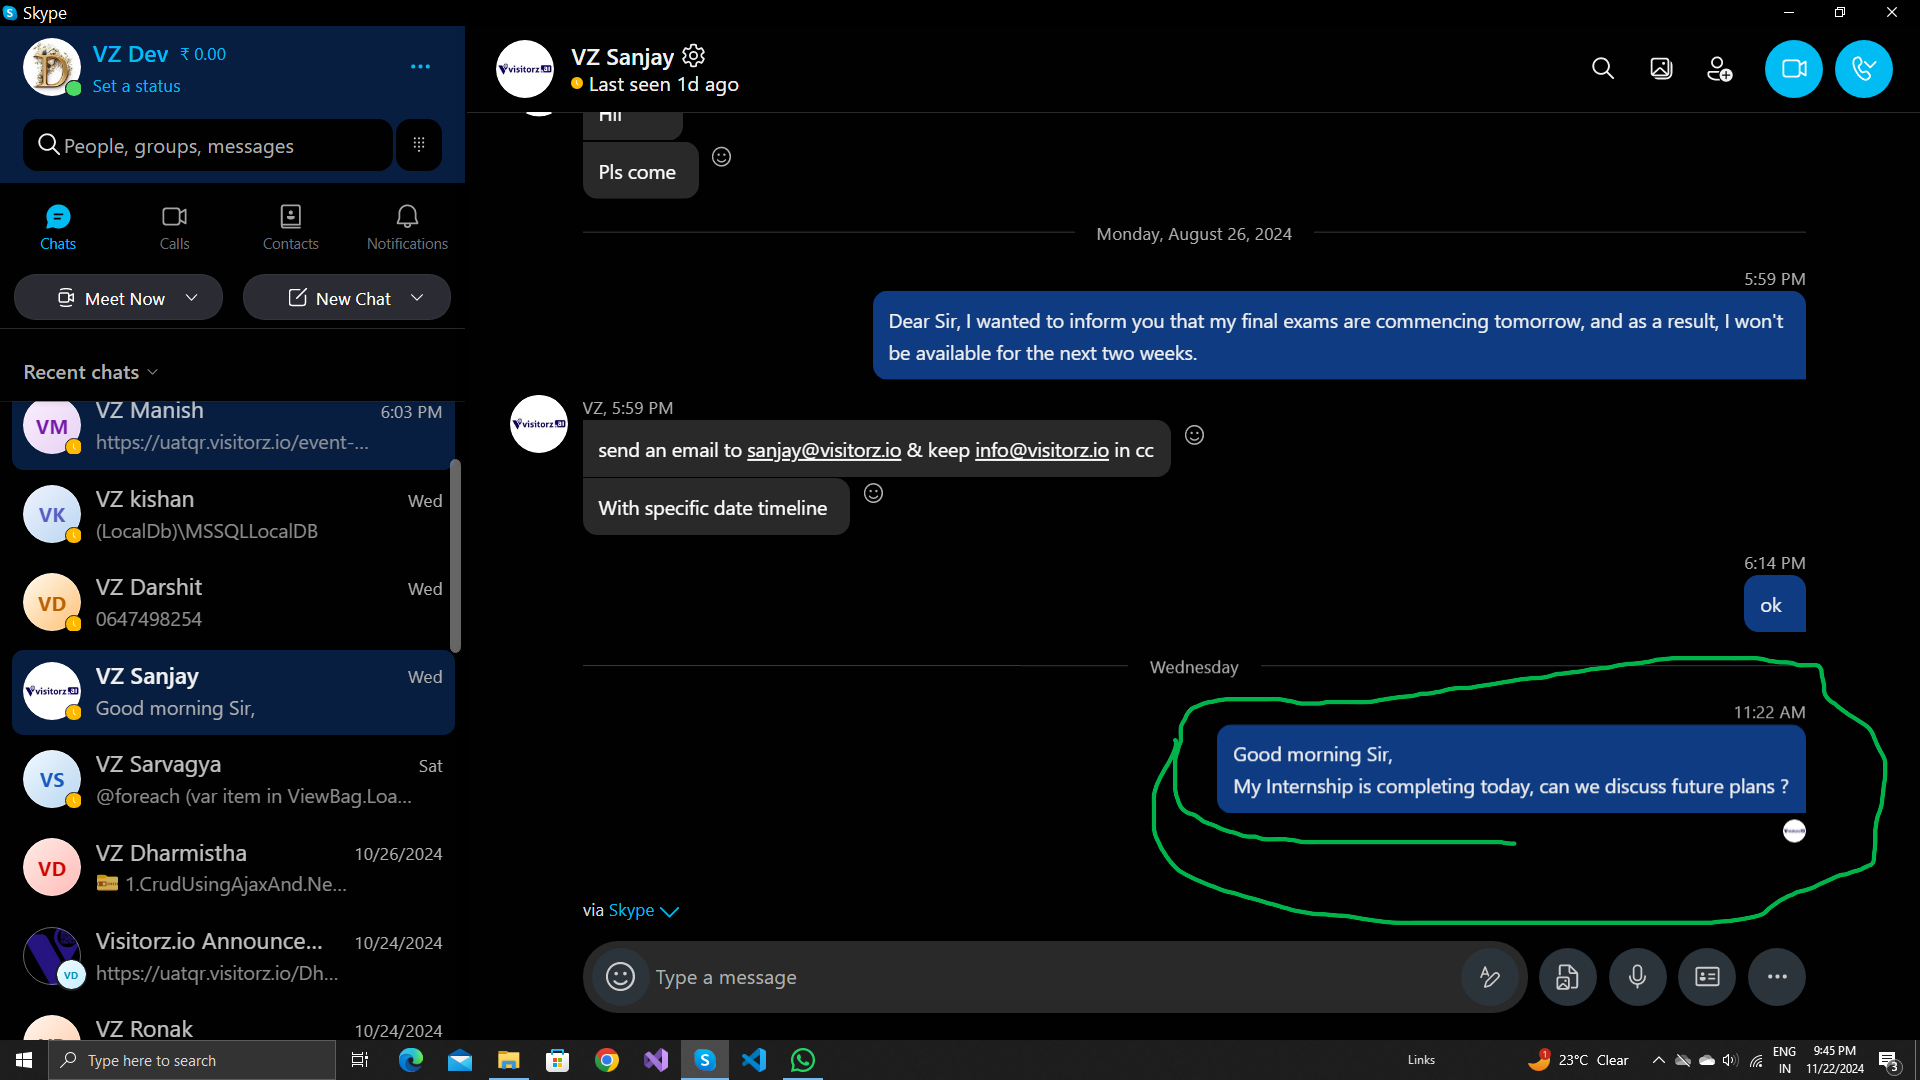 Skype
VZ Dev ₹ 0.00
Set a status
People, groups, messages
Chats
Calls
Contacts
Notifications
Meet Now
New Chat
Recent chats
VZ Manish 6:03 PM
https://uatqr.visitorz.io/event-...
VK
VM
VZ kishan Wed
(LocalDb)\MSSQLLocalDB
VD
VZ Darshit Wed
0647498254
visitorz
VZ Sanjay Wed
Good morning Sir,
VS
VZ Sarvagya Sat
@foreach (var item in ViewBag.Loa...
VD
VZ Dharmistha 10/26/2024
1.CrudUsingAjaxAnd.Ne...
VD
Visitorz.io Announce... 10/24/2024
https://uatqr.visitorz.io/Dh...
VZ Ronak 10/24/2024
visitorz
VZ Sanjay
Last seen 1d ago
Hii
Pls come
Monday, August 26, 2024
5:59 PM
Dear Sir, I wanted to inform you that my final exams are commencing tomorrow, and as a result, I won't
be available for the next two weeks.
visitorz
VZ, 5:59 PM
send an email to sanjay@visitorz.io & keep info@visitorz.io in cc
With specific date timeline
6:14 PM
ok
Wednesday
11:22 AM
Good morning Sir,
My Internship is completing today, can we discuss future plans ?
via Skype
Type a message
Type here to search
Links
1
23°C Clear
ENG
IN
9:45 PM
11/22/2024
3